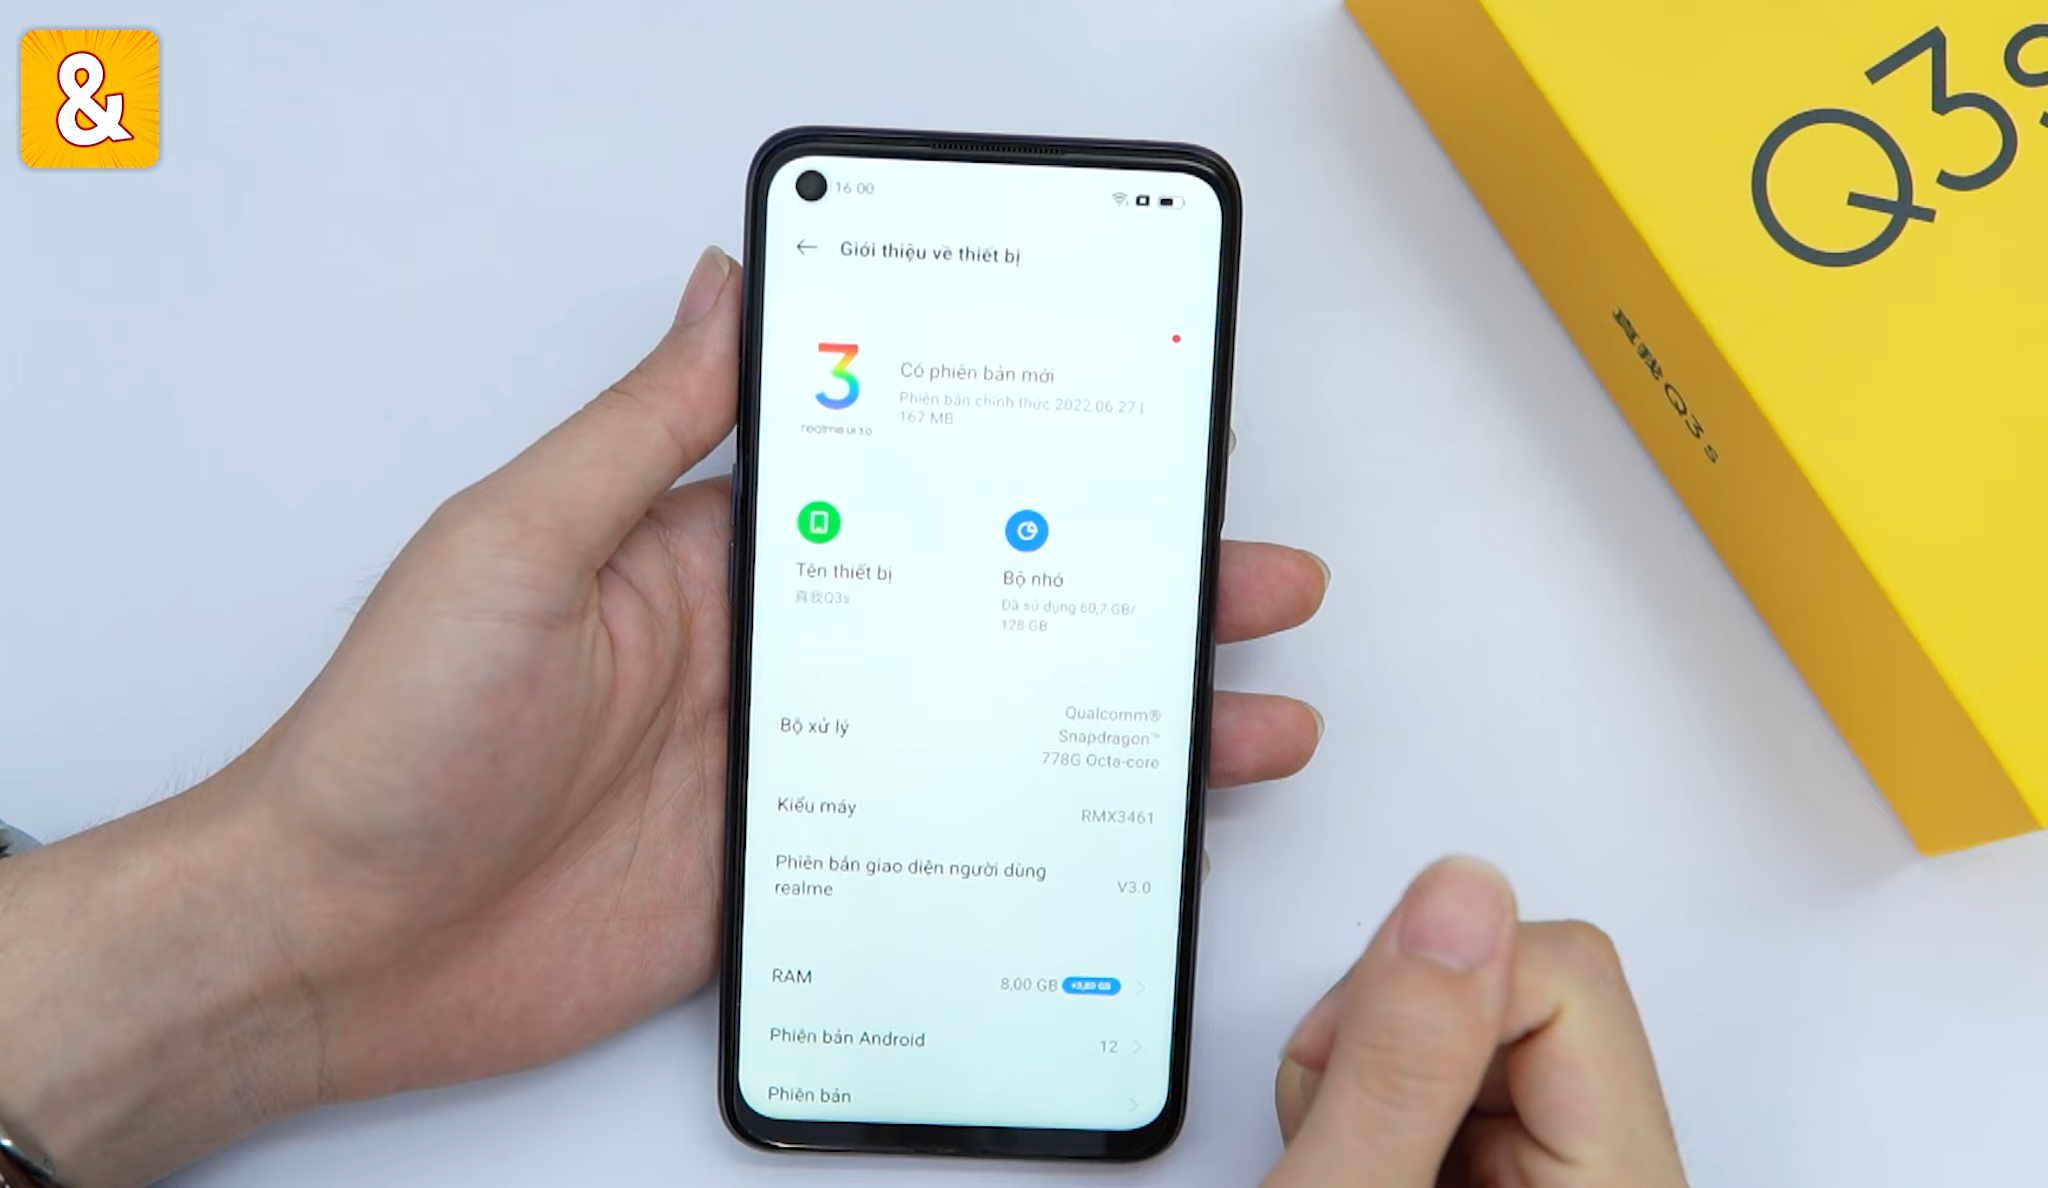 &
16:00
Giới thiệu về thiết bị
3
realme UI 3.0
Có phiên bản mới
Phiên bản chính thức 2022.06.27 |
167 MB
Tên thiết bị
真我Q3s
Bộ nhớ
Đã sử dụng 60,7 GB/
128 GB
Bộ xử lý
Qualcomm®
Snapdragon™
778G Octa-core
Kiểu máy
RMX3461
Phiên bản giao diện người dùng
realme
V3.0
RAM
8,00 GB
Phiên bản Android
12
Phiên bản
Q3s
真我Q3s